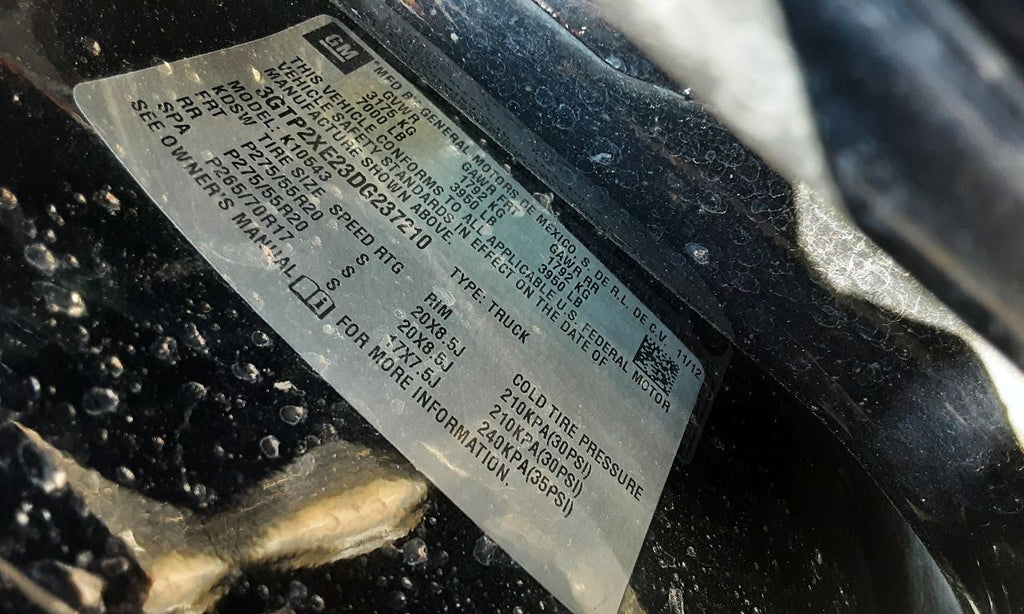 GM
MFD BY GENERAL MOTORS DE MEXICO, S. DE R.L. DE C.V. 11/12
GVWR GAWR FRT GAWR RR
3175 KG 1792 KG 1792 KG
7000 LB 3950 LB 3950 LB
THIS VEHICLE CONFORMS TO ALL APPLICABLE U.S. FEDERAL MOTOR
VEHICLE SAFETY STANDARDS IN EFFECT ON THE DATE OF
MANUFACTURE SHOWN ABOVE.
3GTP2XE23DG237210 TYPE: TRUCK
MODEL: K10543
KDSW TIRE SIZE SPEED RTG RIM COLD TIRE PRESSURE
FRT P275/55R20 S 20X8.5J 210KPA(30PSI)
RR P275/55R20 S 20X8.5J 210KPA(30PSI)
SPA P265/70R17 S 17X7.5J 240KPA(35PSI)
SEE OWNER'S MANUAL FOR MORE INFORMATION.